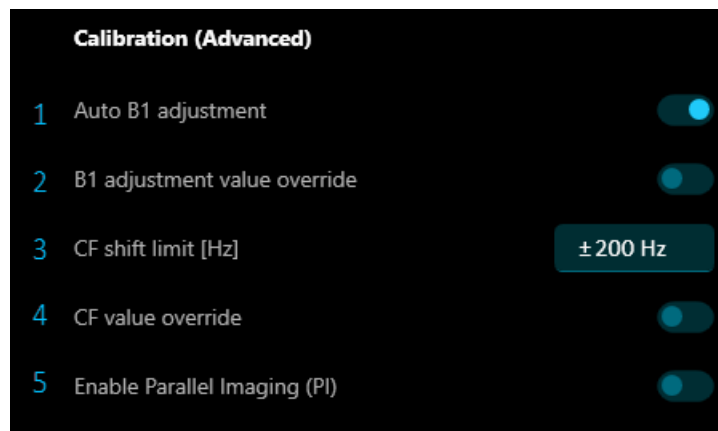 Calibration (Advanced)
1 Auto B1 adjustment
2 B1 adjustment value override
3 CF shift limit [Hz] ±200 Hz
4 CF value override
5 Enable Parallel Imaging (PI)